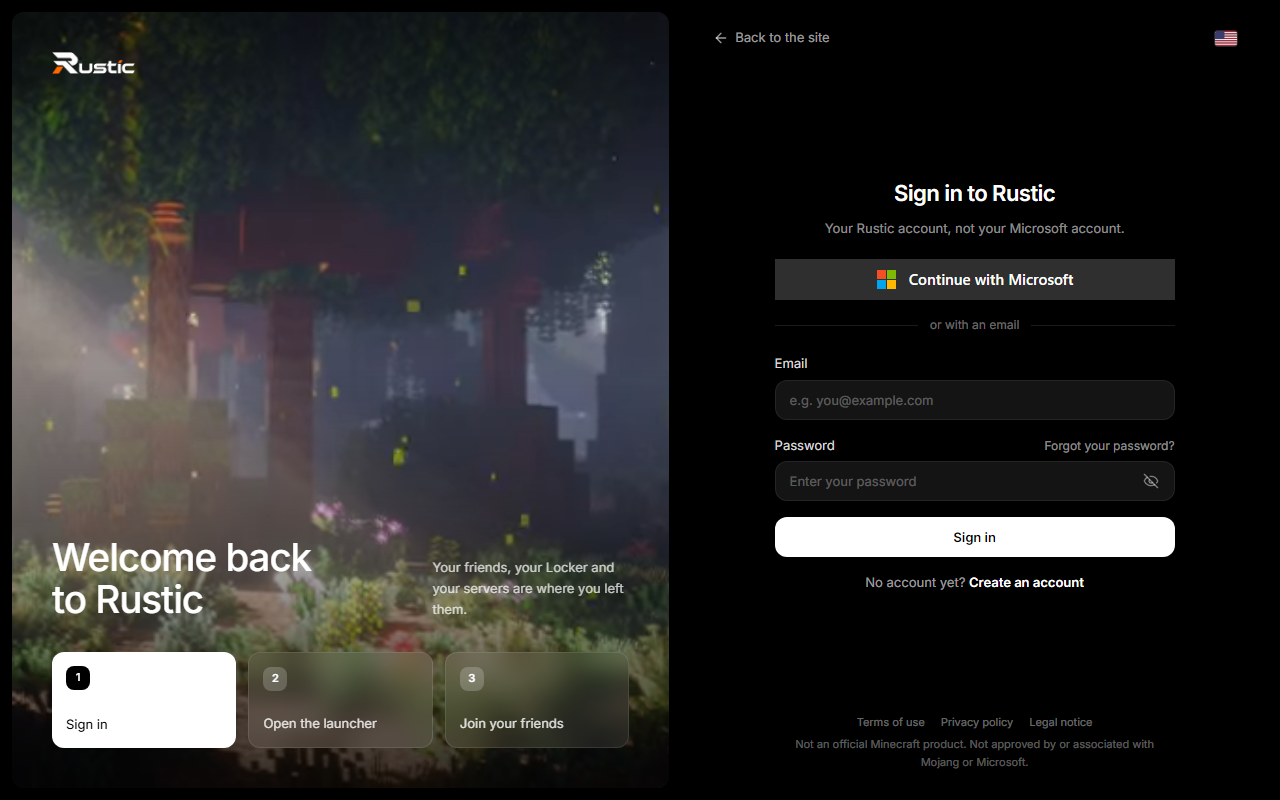 Rustic
Welcome back
to Rustic
Your friends, your Locker and
your servers are where you left
them.
1
Sign in
2
Open the launcher
3
Join your friends
Back to the site
Sign in to Rustic
Your Rustic account, not your Microsoft account.
Continue with Microsoft
or with an email
Email
e.g. you@example.com
Password
Forgot your password?
Enter your password
Sign in
No account yet? Create an account
Terms of use
Privacy policy
Legal notice
Not an official Minecraft product. Not approved by or associated with
Mojang or Microsoft.